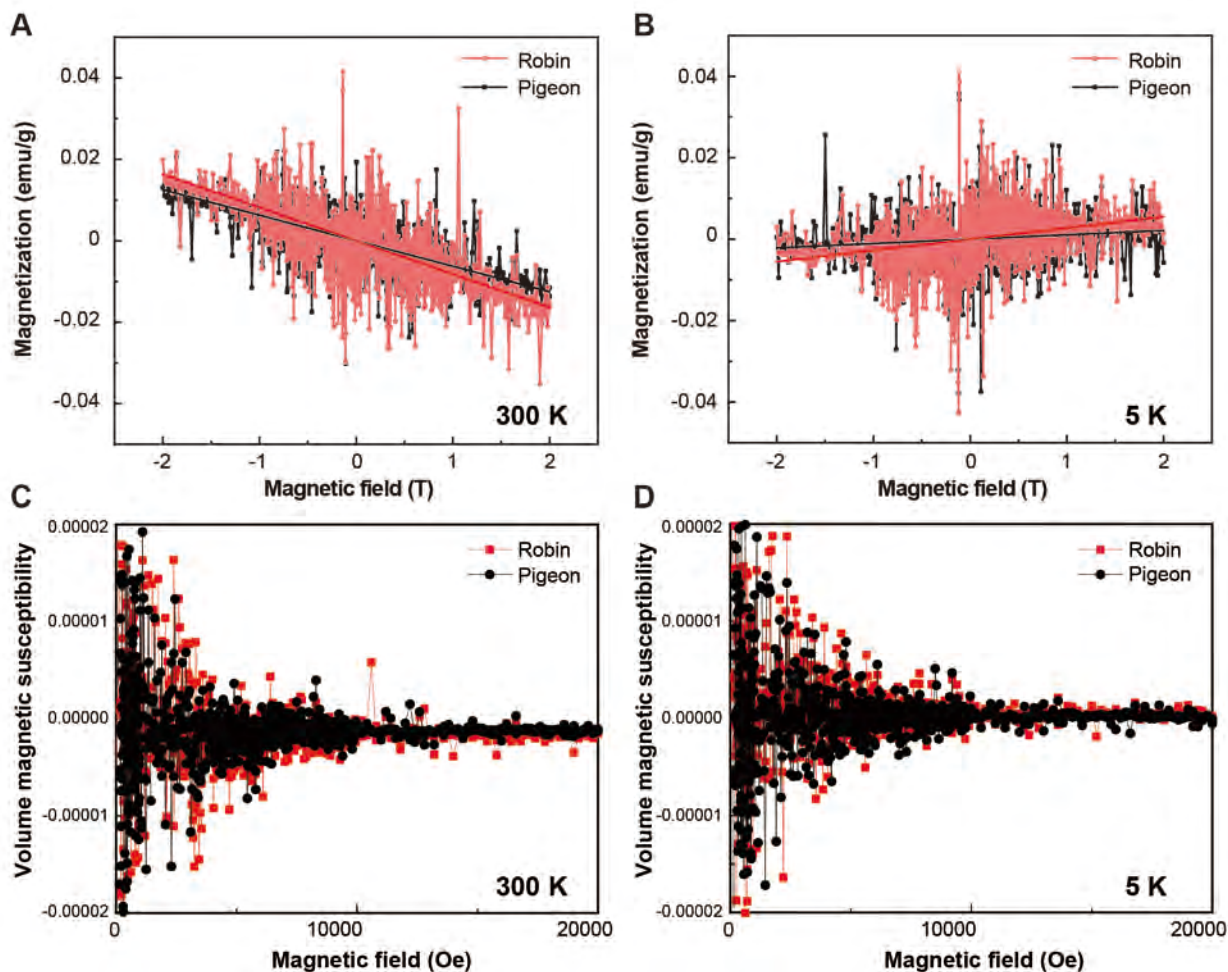 A
Magnetization (emu/g)
0.04
0.02
0
-0.02
-0.04
Robin
Pigeon
300 K
-2
-1
0
1
2
Magnetic field (T)
B
Magnetization (emu/g)
0.04
0.02
0
-0.02
-0.04
Robin
Pigeon
5 K
-2
-1
0
1
2
Magnetic field (T)
C
Volume magnetic susceptibility
0.00002
0.00001
0.00000
-0.00001
-0.00002
Robin
Pigeon
300 K
0
10000
20000
Magnetic field (Oe)
D
Volume magnetic susceptibility
0.00002
0.00001
0.00000
-0.00001
-0.00002
Robin
Pigeon
5 K
0
10000
20000
Magnetic field (Oe)